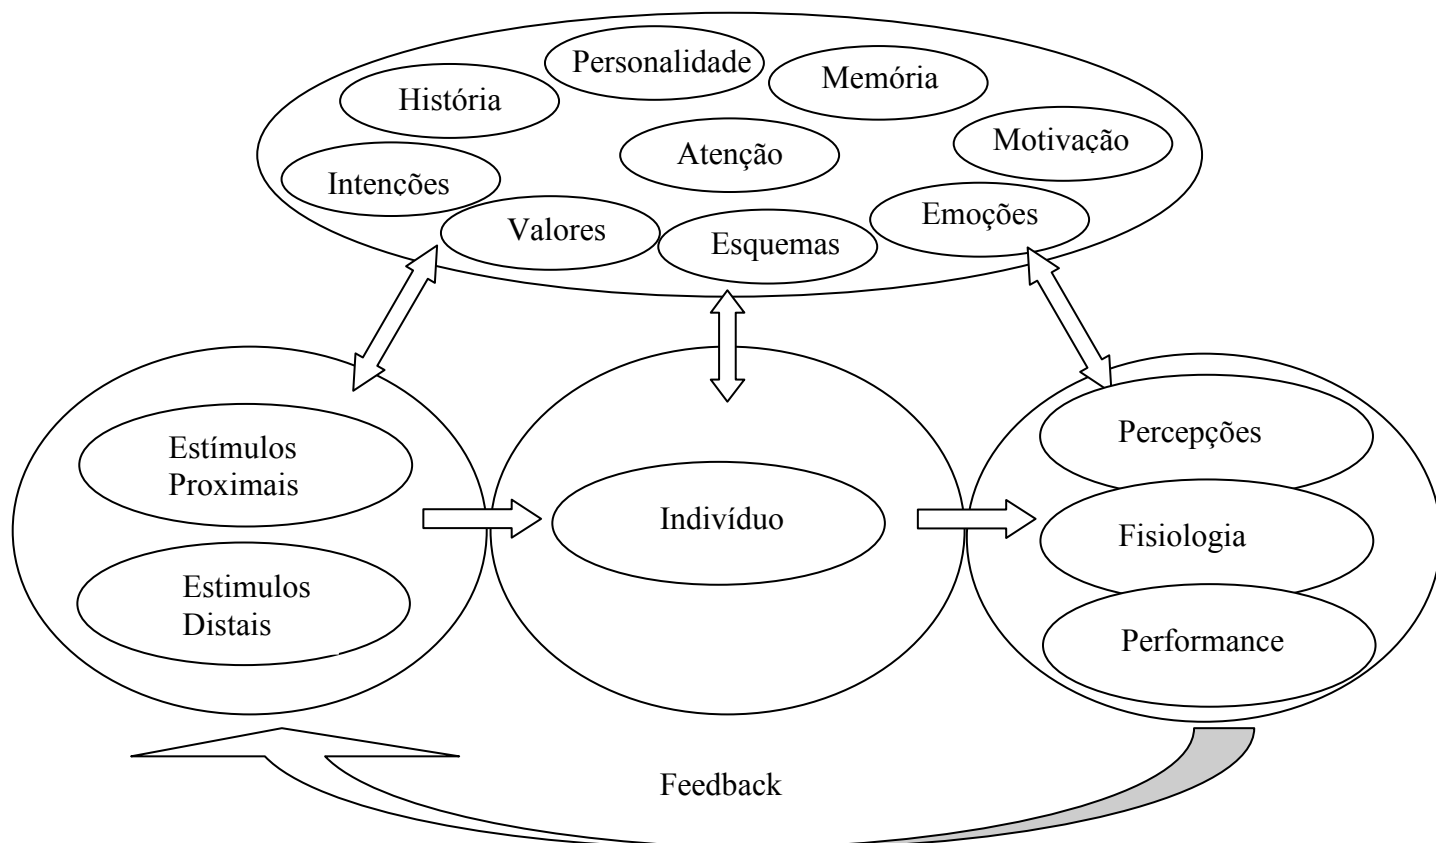 Personalidade
Memória
História
Motivação
Atenção
Intenções
Emoções
Valores
Esquemas
Estímulos
Proximais
Indivíduo
Percepções
Fisiologia
Estimulos
Distais
Performance
Feedback